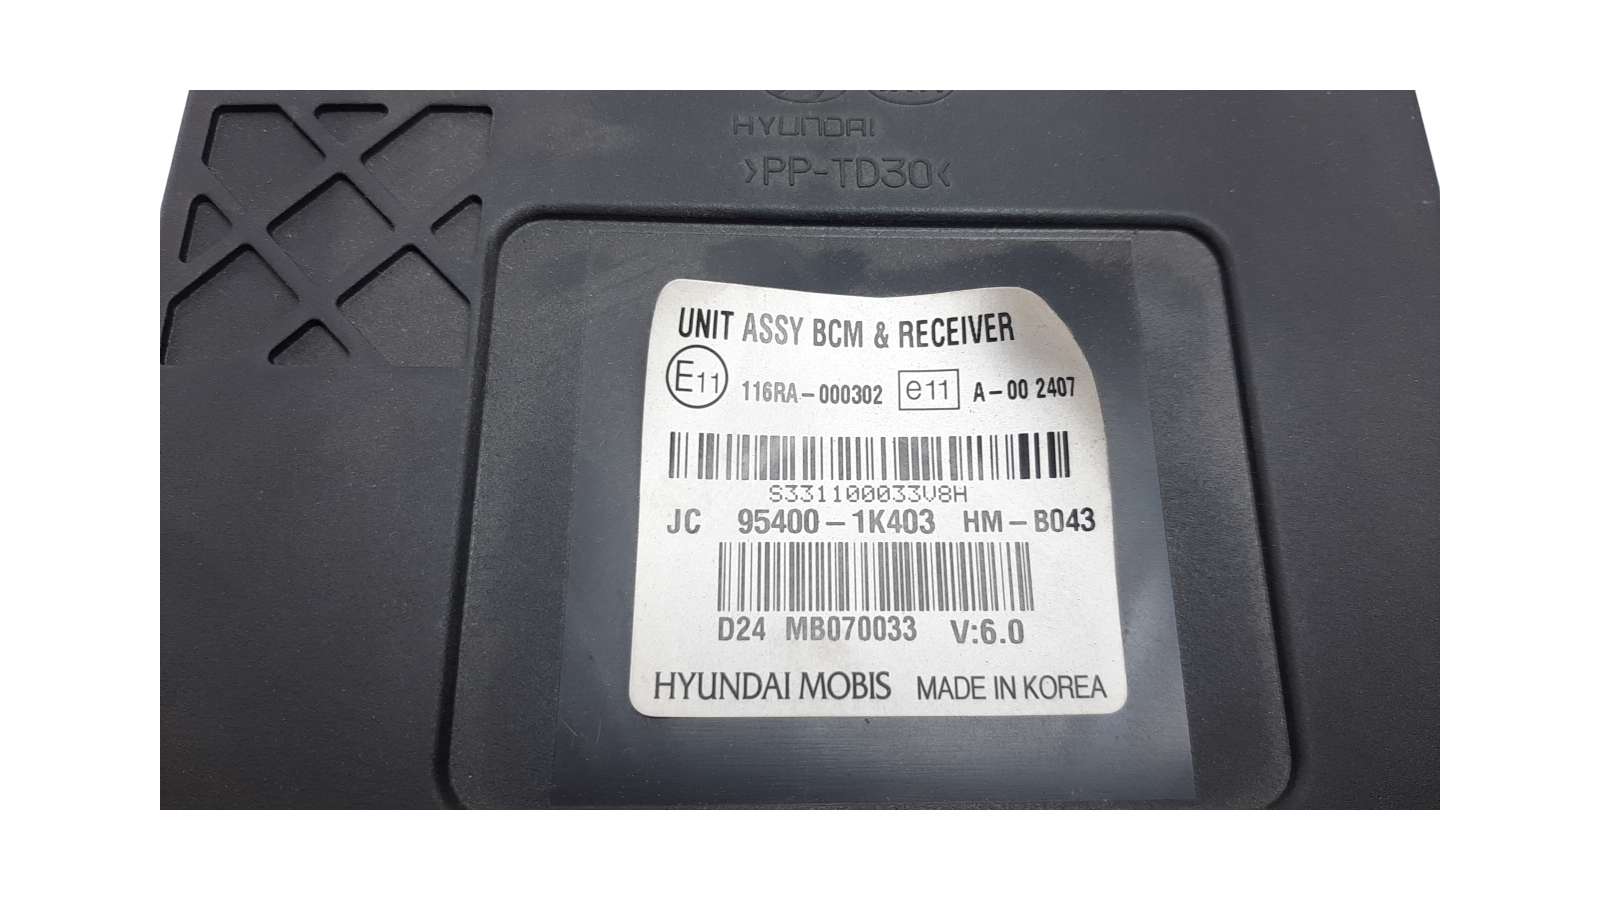 HYUNDAI
>PP-TD30<
UNIT ASSY BCM & RECEIVER
E11 116RA-000302 e11 A-00 2407
S331100033V8H
JC 95400-1K403 HM-B043
D24 MB070033 V:6.0
HYUNDAI MOBIS MADE IN KOREA